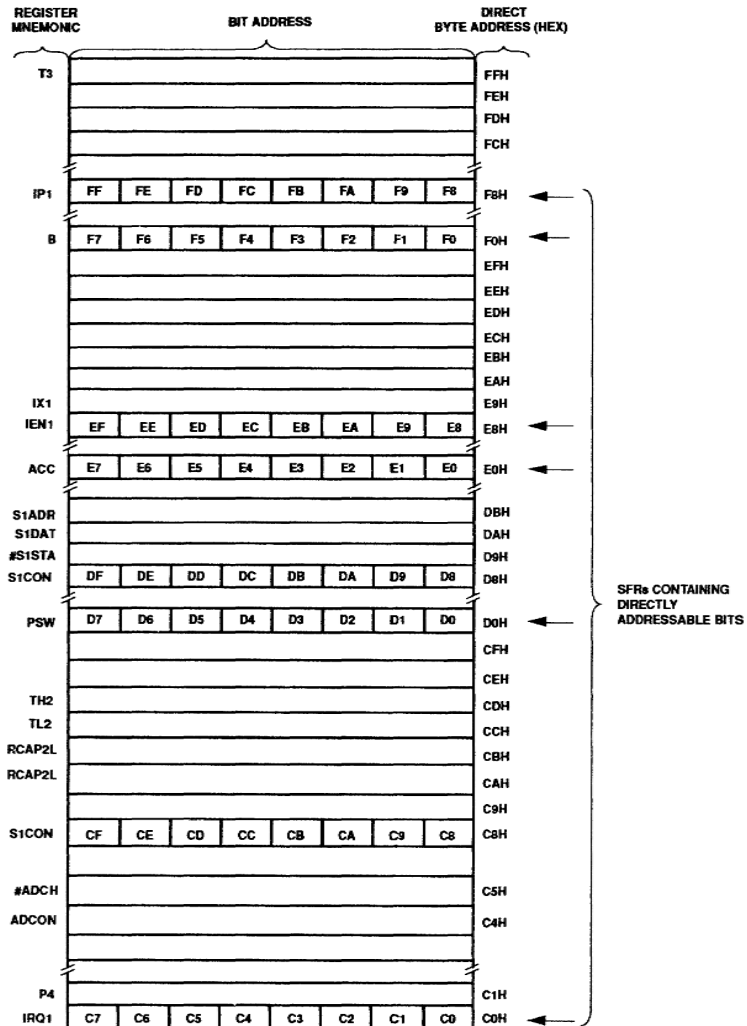 REGISTER MNEMONIC BIT ADDRESS DIRECT BYTE ADDRESS (HEX)
T3 FFH
FEH
FDH
FCH
IP1 FF FE FD FC FB FA F9 F8 F8H
B F7 F6 F5 F4 F3 F2 F1 F0 F0H
EFH
EEH
EDH
ECH
EBH
EAH
IX1 E9H
IEN1 EF EE ED EC EB EA E9 E8 E8H
ACC E7 E6 E5 E4 E3 E2 E1 E0 E0H
S1ADR DBH
S1DAT DAH
#S1STA D9H
S1CON DF DE DD DC DB DA D9 D8 D8H
SFRs CONTAINING
DIRECTLY
ADDRESSABLE BITS
PSW D7 D6 D5 D4 D3 D2 D1 D0 D0H
CFH
CEH
TH2 CDH
TL2 CCH
RCAP2L CBH
RCAP2L CAH
C9H
S1CON CF CE CD CC CB CA C9 C8 C8H
#ADCH C5H
ADCON C4H
P4 C1H
IRQ1 C7 C6 C5 C4 C3 C2 C1 C0 C0H